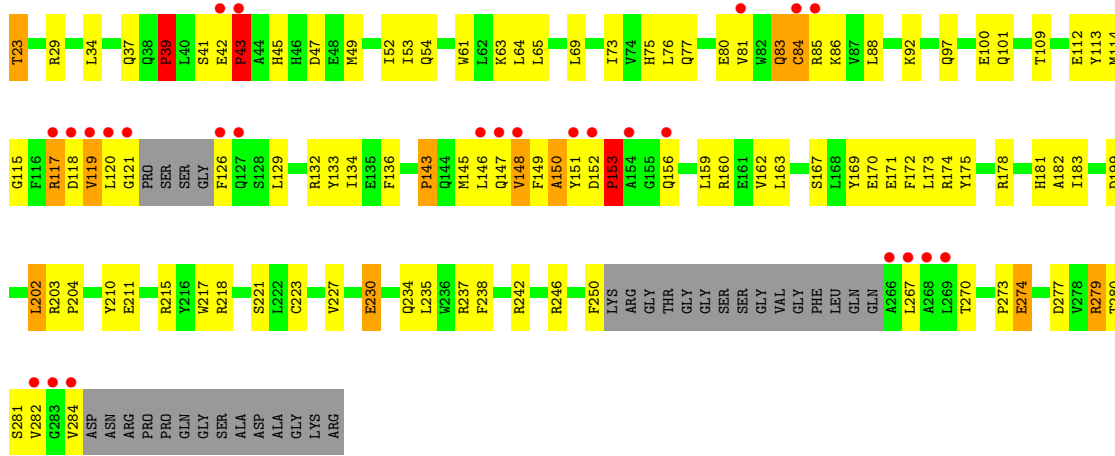 T23 R29 L34 Q37 Q38 P39 L40 S41 E42 P43 A44 H45 H46 D47 E48 M49 I52 I53 Q54 W61 L62 K63 L64 L65 L69 I73 V74 H75 L76 Q77 E80 V81 W82 Q83 C84 R85 K86 V87 L88 K92 Q97 E100 Q101 T109 E112 Y113 M114
G115 F116 R117 D118 V119 L120 G121 PRO SER SER GLY F126 Q127 S128 L129 R132 Y133 I134 E135 F136 P143 Q144 M145 L146 Q147 V148 F149 A150 Y151 D152 P153 A154 G155 Q156 L159 R160 E161 V162 L163 S167 L168 Y169 E170 E171 F172 L173 R174 Y175 R178 H181 A182 I183
L202 R203 P204 Y210 E211 R215 Y216 W217 R218 S221 L222 C223 V227 E230 Q234 L235 W236 R237 F238 R242 R246 F250 LYS ARG GLY THR GLY GLY SER SER GLY VAL GLY PHE LEU GLN GLN A266 L267 A268 L269 T270 P273 E274 D277 V278 R279 T280
S281 V282 G283 V284 ASP ASN ARG PRO PRO GLN GLY SER ALA ASP ALA GLY LYS ARG